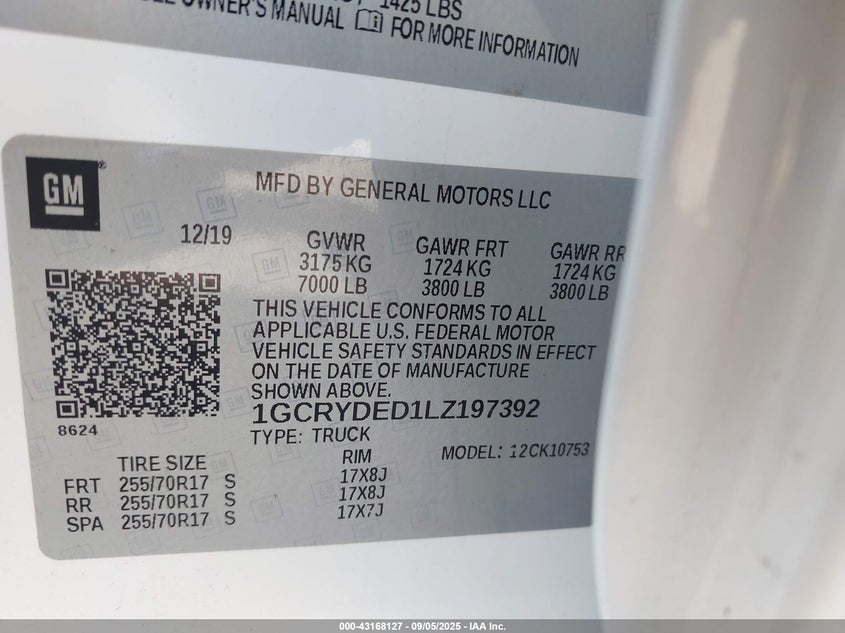 1425 LBS
OWNER'S MANUAL FOR MORE INFORMATION
GM
MFD BY GENERAL MOTORS LLC
12/19
GVWR GAWR FRT GAWR RR
3175 KG 1724 KG 1724 KG
7000 LB 3800 LB 3800 LB
THIS VEHICLE CONFORMS TO ALL
APPLICABLE U.S. FEDERAL MOTOR
VEHICLE SAFETY STANDARDS IN EFFECT
ON THE DATE OF MANUFACTURE
SHOWN ABOVE.
1GCRYDED1LZ197392
8624
TYPE: TRUCK
MODEL: 12CK10753
TIRE SIZE RIM
FRT 255/70R17 S 17X8J
RR 255/70R17 S 17X8J
SPA 255/70R17 S 17X7J
000-43168127 - 09/05/2025 - IAA Inc.